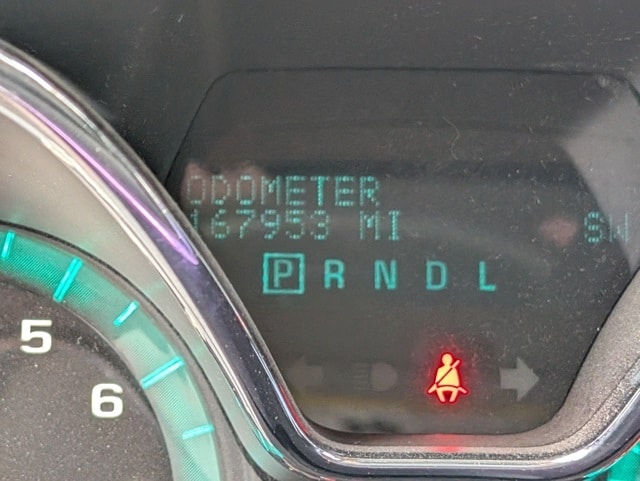 ODOMETER
167953 MI SW
P R N D L
5
6